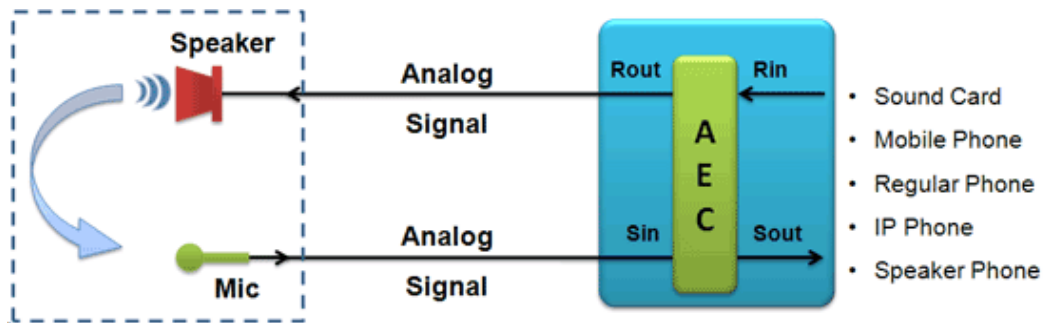 Speaker
Analog
Signal
Rout
Rin
A
E
C
Analog
Signal
Sin
Sout
Mic
• Sound Card
• Mobile Phone
• Regular Phone
• IP Phone
• Speaker Phone